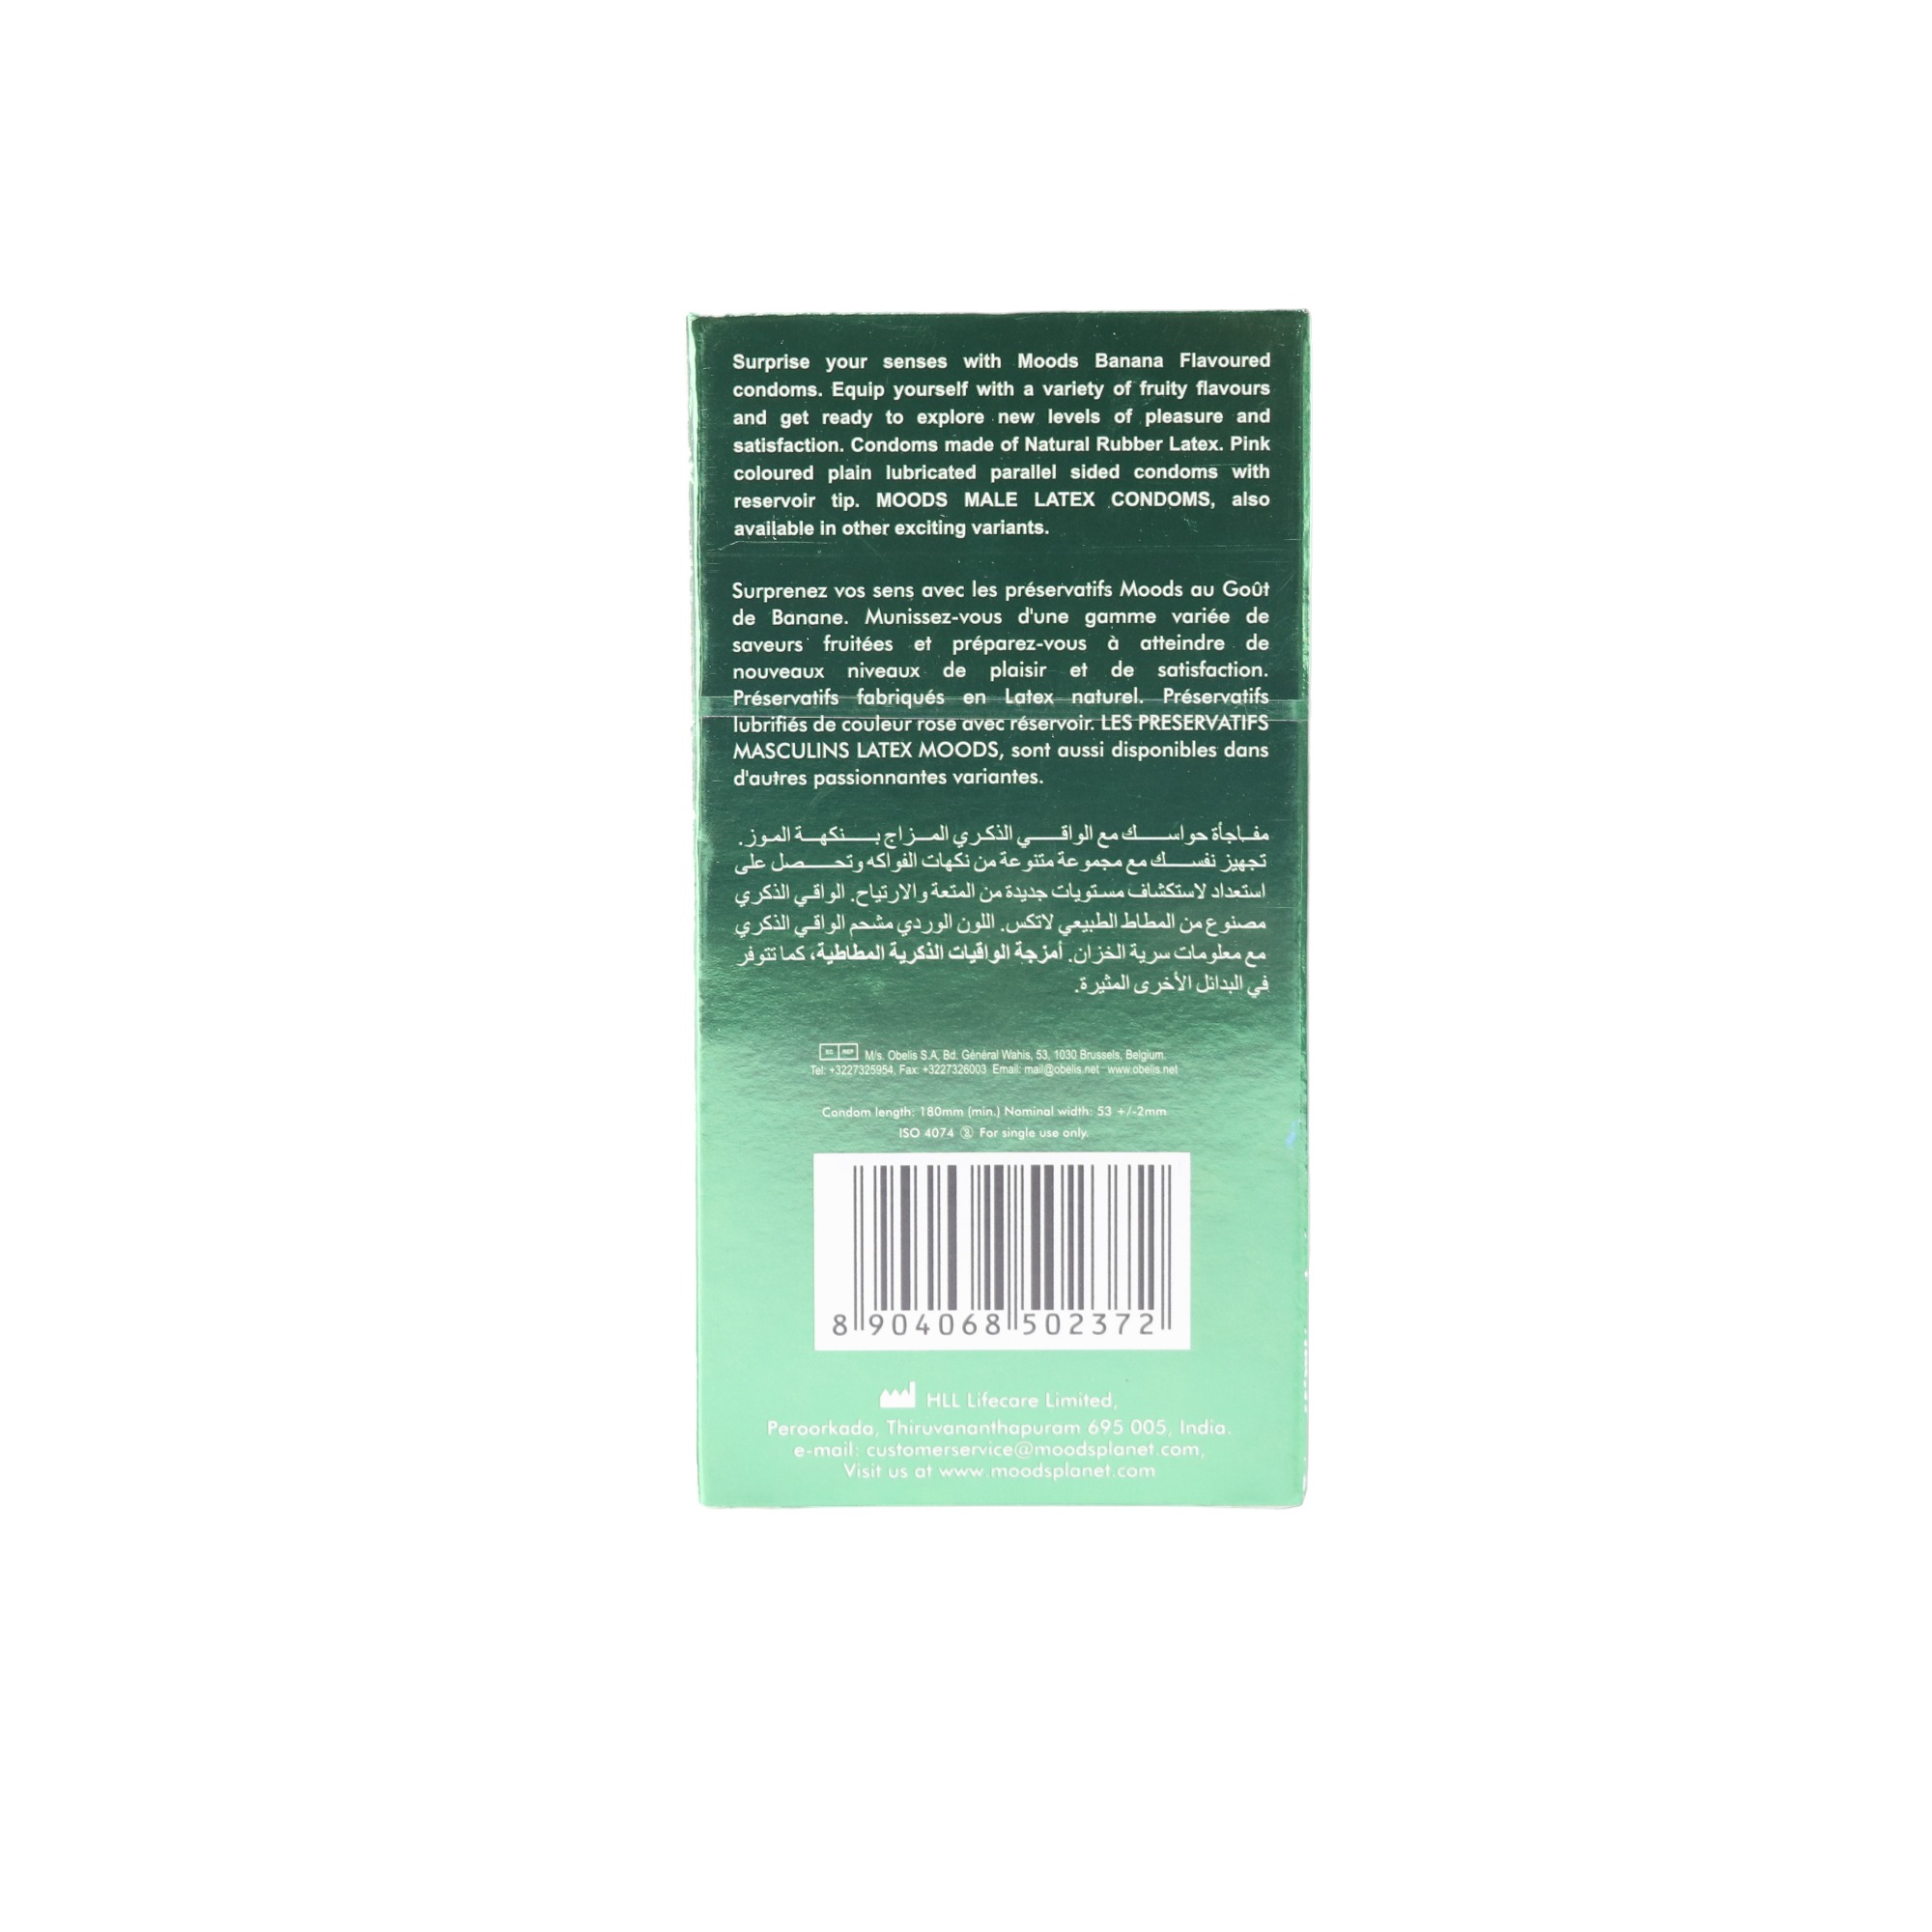 Surprise your senses with Moods Banana Flavoured
condoms. Equip yourself with a variety of fruity flavours
and get ready to explore new levels of pleasure and
satisfaction. Condoms made of Natural Rubber Latex. Pink
coloured plain lubricated parallel sided condoms with
reservoir tip. MOODS MALE LATEX CONDOMS, also
available in other exciting variants.
Surprenez vos sens avec les préservatifs Moods au Goût
de Banane. Munissez-vous d'une gamme variée de
saveurs fruitées et préparez-vous à atteindre de
nouveaux niveaux de plaisir et de satisfaction.
Préservatifs fabriqués en Latex naturel. Préservatifs
lubrifiés de couleur rose avec réservoir. LES PRESERVATIFS
MASCULINS LATEX MOODS, sont aussi disponibles dans
d'autres passionnantes variantes.
مفاجأة حواسك مع الواقي الذكري المزاج بنكهة الموز.
تجهيز نفسك مع مجموعة متنوعة من نكهات الفواكه وتحصل على
استعداد لاستكشاف مستويات جديدة من المتعة والارتياح. الواقي الذكري
مصنوع من المطاط الطبيعي لاتكس. اللون الوردي مشحم الواقي الذكري
مع معلومات سرية الخزان. أمزجة الواقيات الذكرية المطاطية، كما تتوفر
في البدائل الأخرى المثيرة.
EC REP M/s. Obelis S.A, Bd. Général Wahis, 53, 1030 Brussels, Belgium.
Tel: +3227325954, Fax: +3227326003 Email: mail@obelis.net www.obelis.net
Condom length: 180mm (min.) Nominal width: 53 +/-2mm
ISO 4074 2 For single use only.
8 904068 502372
HLL Lifecare Limited,
Peroorkada, Thiruvananthapuram 695 005, India.
e-mail: customerservice@moodsplanet.com,
Visit us at www.moodsplanet.com